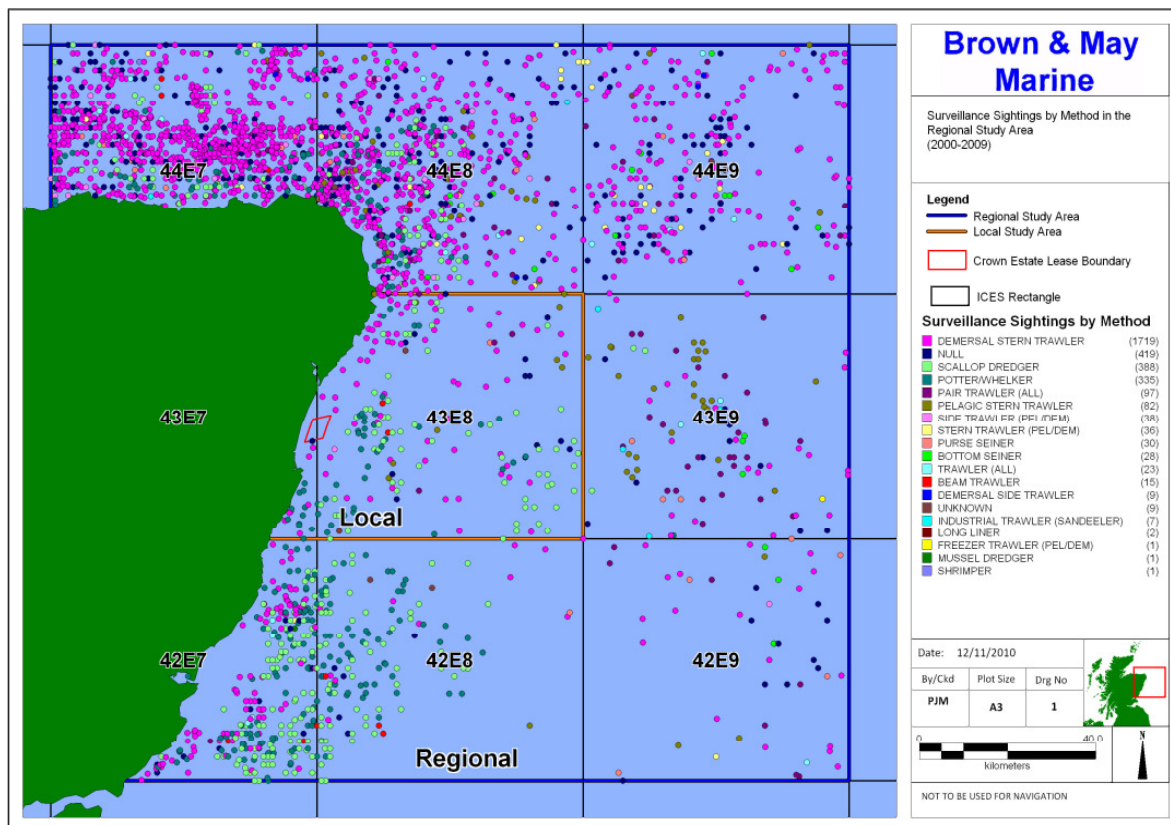 44E7
44E8
44E9
43E7
43E8
43E9
Local
42E7
42E8
42E9
Regional
Brown & May
Marine
Surveillance Sightings by Method in the
Regional Study Area
(2000-2009)
Legend
Regional Study Area
Local Study Area
Crown Estate Lease Boundary
ICES Rectangle
Surveillance Sightings by Method
DEMERSAL STERN TRAWLER (1719)
NULL (419)
SCALLOP DREDGER (388)
POTTER/WHELKER (335)
PAIR TRAWLER (ALL) (97)
PELAGIC STERN TRAWLER (82)
SIDE TRAWLER (PEL/DEM) (38)
STERN TRAWLER (PEL/DEM) (36)
PURSE SEINER (30)
BOTTOM SEINER (28)
TRAWLER (ALL) (23)
BEAM TRAWLER (15)
DEMERSAL SIDE TRAWLER (9)
UNKNOWN (9)
INDUSTRIAL TRAWLER (SANDEELER) (7)
LONG LINER (2)
FREEZER TRAWLER (PEL/DEM) (1)
MUSSEL DREDGER (1)
SHRIMPER (1)
Date: 12/11/2010
By/Ckd Plot Size Drg No
PJM A3 1
0 40.0
kilometers
N
NOT TO BE USED FOR NAVIGATION